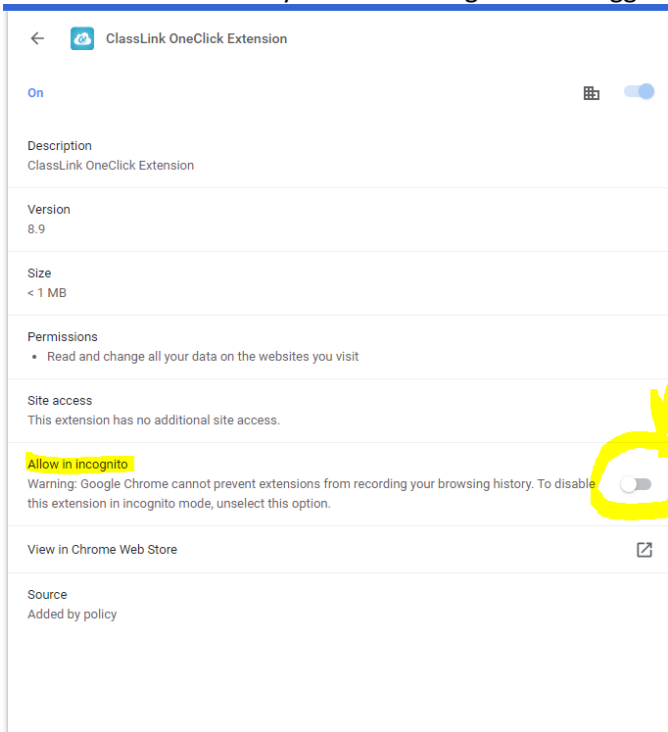 ClassLink OneClick Extension
On
Description
ClassLink OneClick Extension
Version
8.9
Size
< 1 MB
Permissions
• Read and change all your data on the websites you visit
Site access
This extension has no additional site access.
Allow in incognito
Warning: Google Chrome cannot prevent extensions from recording your browsing history. To disable
this extension in incognito mode, unselect this option.
View in Chrome Web Store
Source
Added by policy